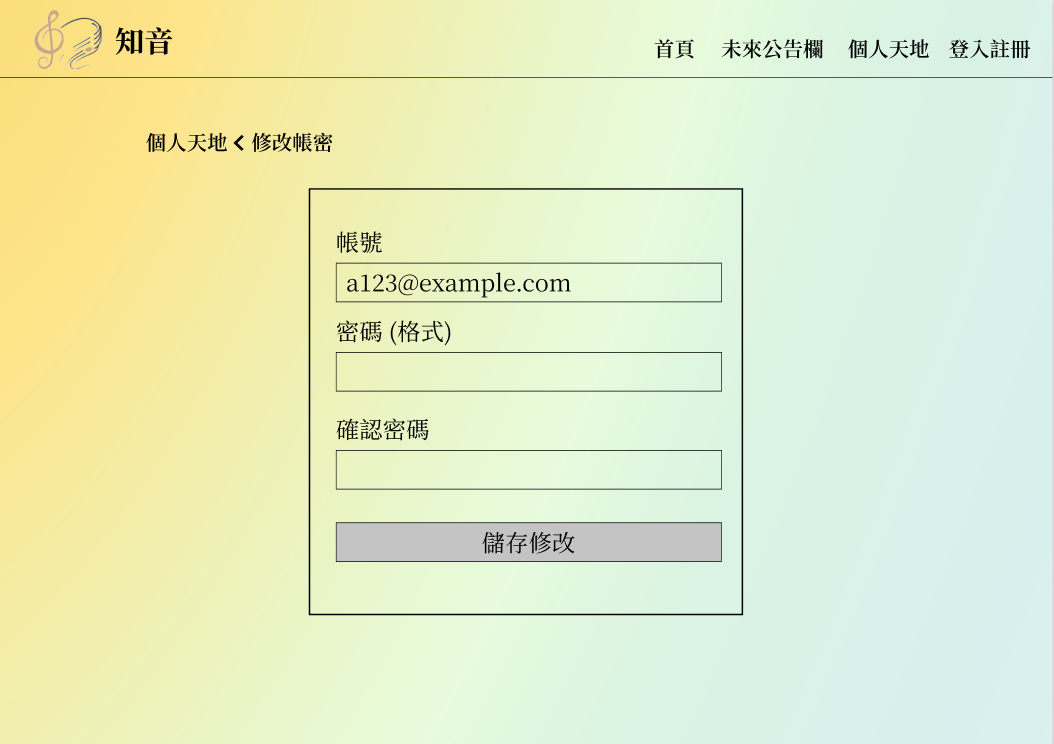 知音
首頁 未來公告欄 個人天地 登入註冊
個人天地 < 修改帳密
帳號
a123@example.com
密碼 (格式)
確認密碼
儲存修改